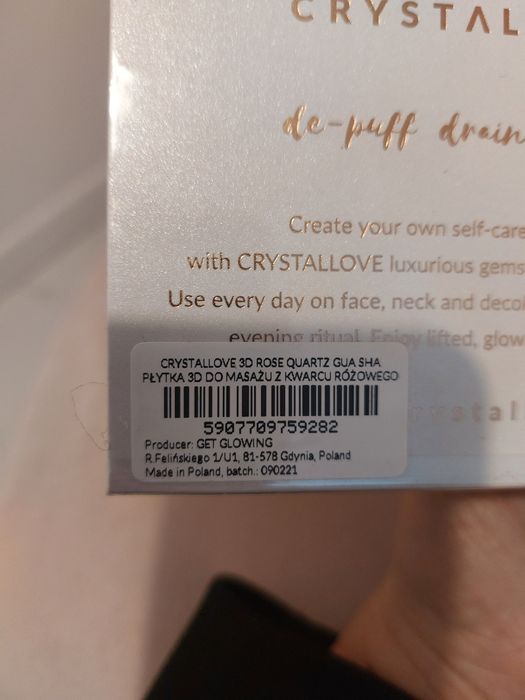 CRYSTAL
de-puff drain
Create your own self-care
with CRYSTALLOVE luxurious gems
Use every day on face, neck and deco
evening ritual. Enjoy lifted, glow
CRYSTALLOVE 3D ROSE QUARTZ GUA SHA
PŁYTKA 3D DO MASAŻU Z KWARCU RÓŻOWEGO
5907709759282
rystal
Producer: GET GLOWING
R.Felińskiego 1/U1, 81-578 Gdynia, Poland
Made in Poland, batch.: 090221